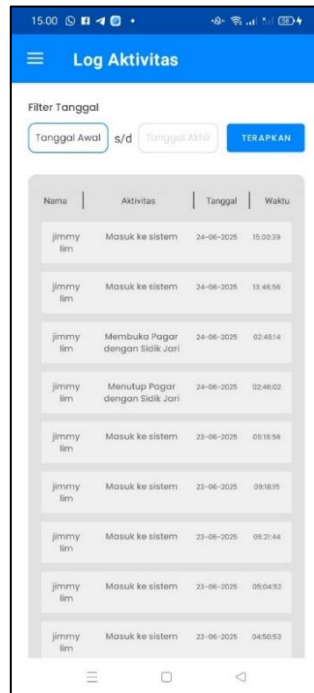 15.00
Log Aktivitas
Filter Tanggal
Tanggal Awal s/d Tanggal Akhir TERAPKAN
Nama Aktivitas Tanggal Waktu
jimmy lim Masuk ke sistem 24-06-2025 15:00:39
jimmy lim Masuk ke sistem 24-06-2025 13:46:56
jimmy lim Membuka Pagar dengan Sidik Jari 24-06-2025 02:45:14
jimmy lim Menutup Pagar dengan Sidik Jari 24-06-2025 02:46:02
jimmy lim Masuk ke sistem 23-06-2025
jimmy lim Masuk ke sistem 23-06-2025 09:18:15
jimmy lim Masuk ke sistem 23-06-2025 05:21:44
jimmy lim Masuk ke sistem 23-06-2025 05:04:52
jimmy lim Masuk ke sistem 23-06-2025 04:50:53